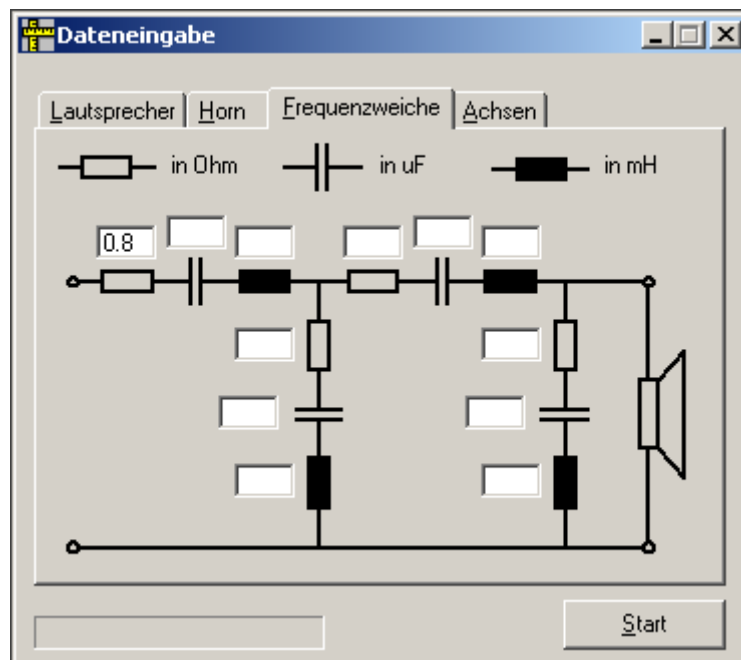 Dateneingabe
Lautsprecher Horn Frequenzweiche Achsen
in Ohm in uF in mH
0.8
Start